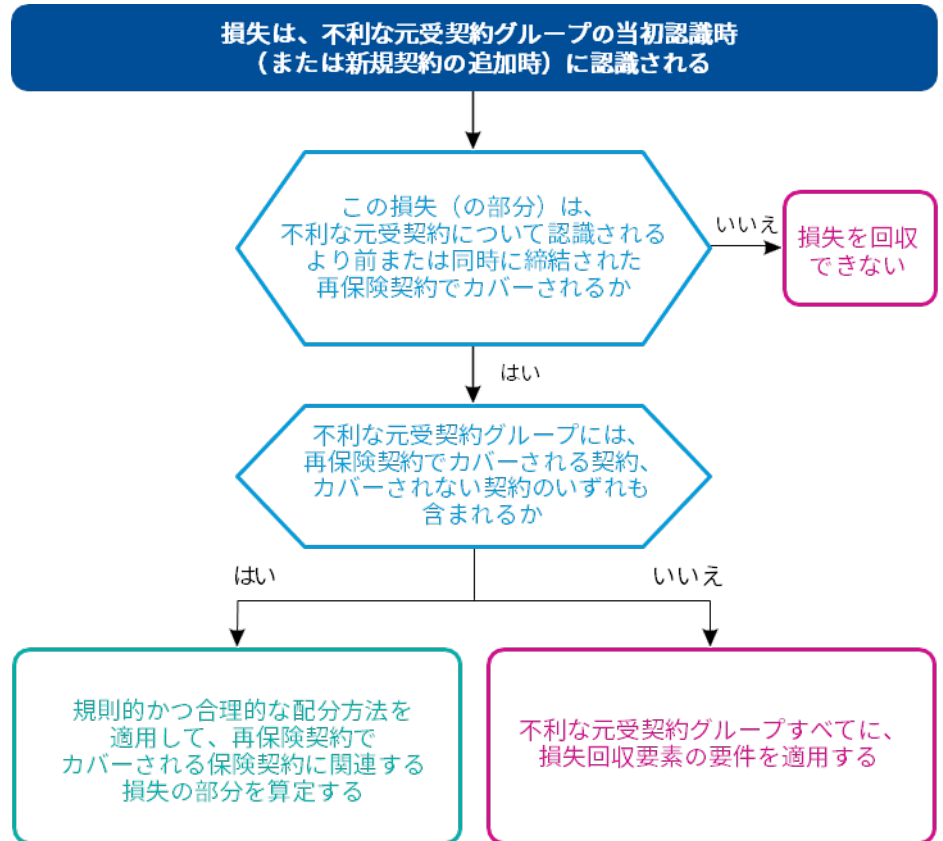 損失は、不利な元受契約グループの当初認識時
（または新規契約の追加時）に認識される
この損失（の部分）は、
不利な元受契約について認識される
より前または同時に締結された
再保険契約でカバーされるか
いいえ
損失を回収
できない
はい
不利な元受契約グループには、
再保険契約でカバーされる契約、
カバーされない契約のいずれも
含まれるか
はい
いいえ
規則的かつ合理的な配分方法を
適用して、再保険契約で
カバーされる保険契約に関連する
損失の部分を算定する
不利な元受契約グループすべてに、
損失回収要素の要件を適用する